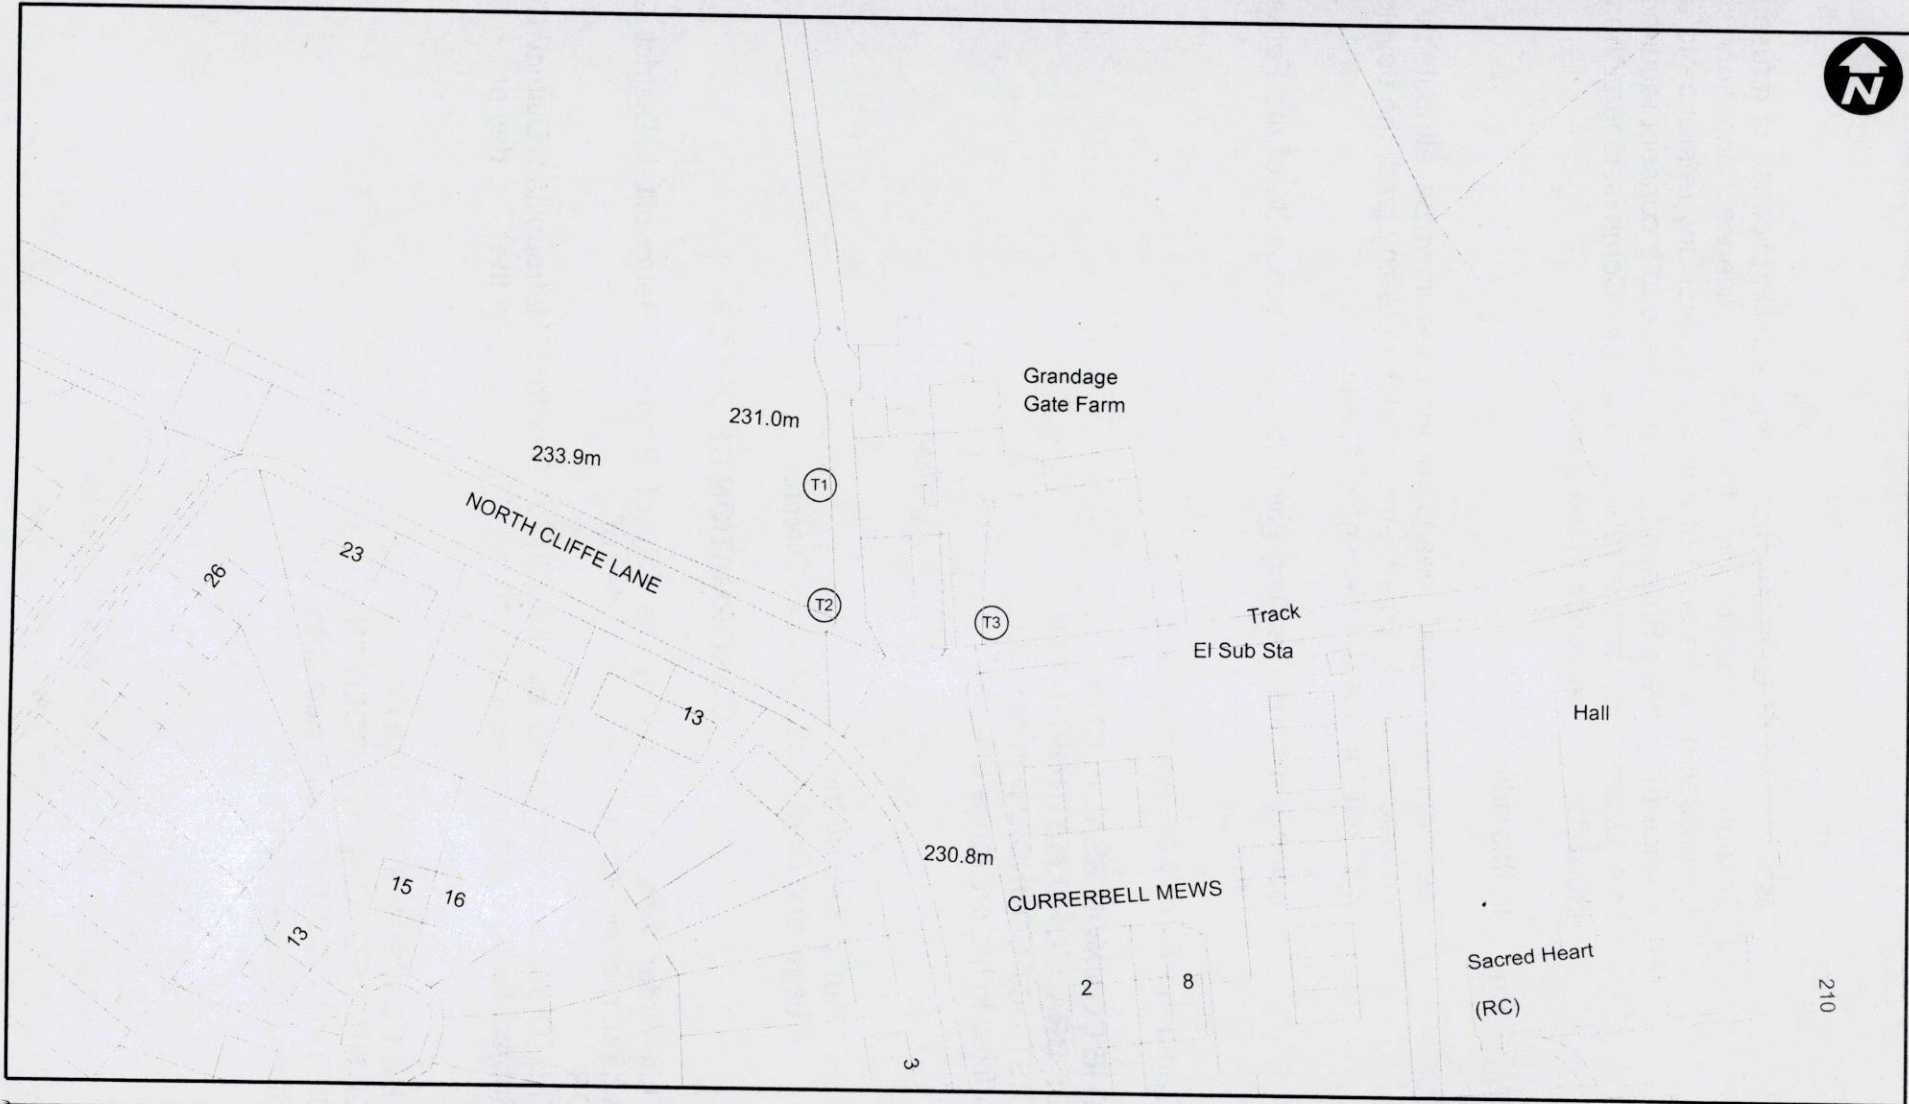 N
Grandage
Gate Farm
231.0m
233.9m
T1
NORTH CLIFFE LANE
23
26
T2
T3
Track
El Sub Sta
13
Hall
230.8m
15
16
CURRERBELL MEWS
13
Sacred Heart
(RC)
2
8
210
3